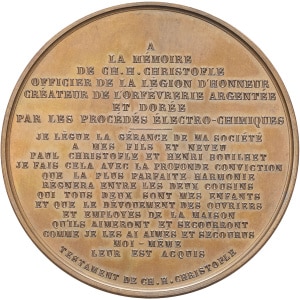 A
LA MÉMOIRE
DE CH. H. CHRISTOFLE
OFFICIER DE LA LÉGION D'HONNEUR
CRÉATEUR DE L'ORFÉVRERIE ARGENTÉE
ET DORÉE
PAR LES PROCÉDÉS ÉLECTRO-CHIMIQUES
JE LÈGUE LA GÉRANCE DE MA SOCIÉTÉ
A MES FILS ET NEVEU
PAUL CHRISTOFLE ET HENRI BOUILHET
JE FAIS CELA AVEC LA PROFONDE CONVICTION
QUE LA PLUS PARFAITE HARMONIE
RÉGNERA ENTRE LES DEUX COUSINS
QUI TOUS DEUX SONT MES ENFANTS
ET QUE LE DÉVOUEMENT DES OUVRIERS
ET EMPLOYÉS DE LA MAISON
QU'ILS AIMERONT ET SECOURRONT
COMME JE LES AI AIMÉS ET SECOURUS
MOI-MÊME
LEUR EST ACQUIS
TESTAMENT DE CH. H. CHRISTOFLE